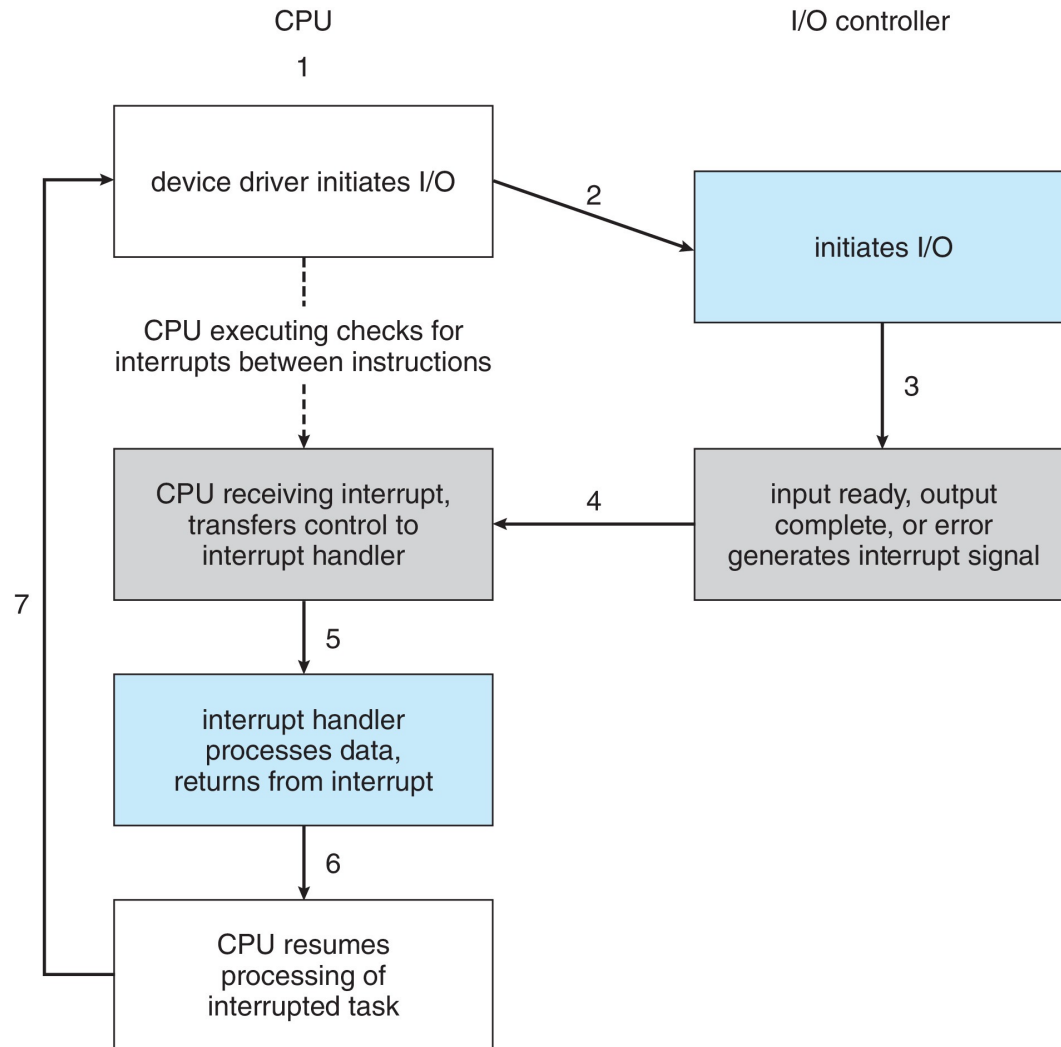 CPU
I/O controller
1
device driver initiates I/O
2
initiates I/O
CPU executing checks for
interrupts between instructions
3
CPU receiving interrupt,
transfers control to
interrupt handler
4
input ready, output
complete, or error
generates interrupt signal
7
5
interrupt handler
processes data,
returns from interrupt
6
CPU resumes
processing of
interrupted task